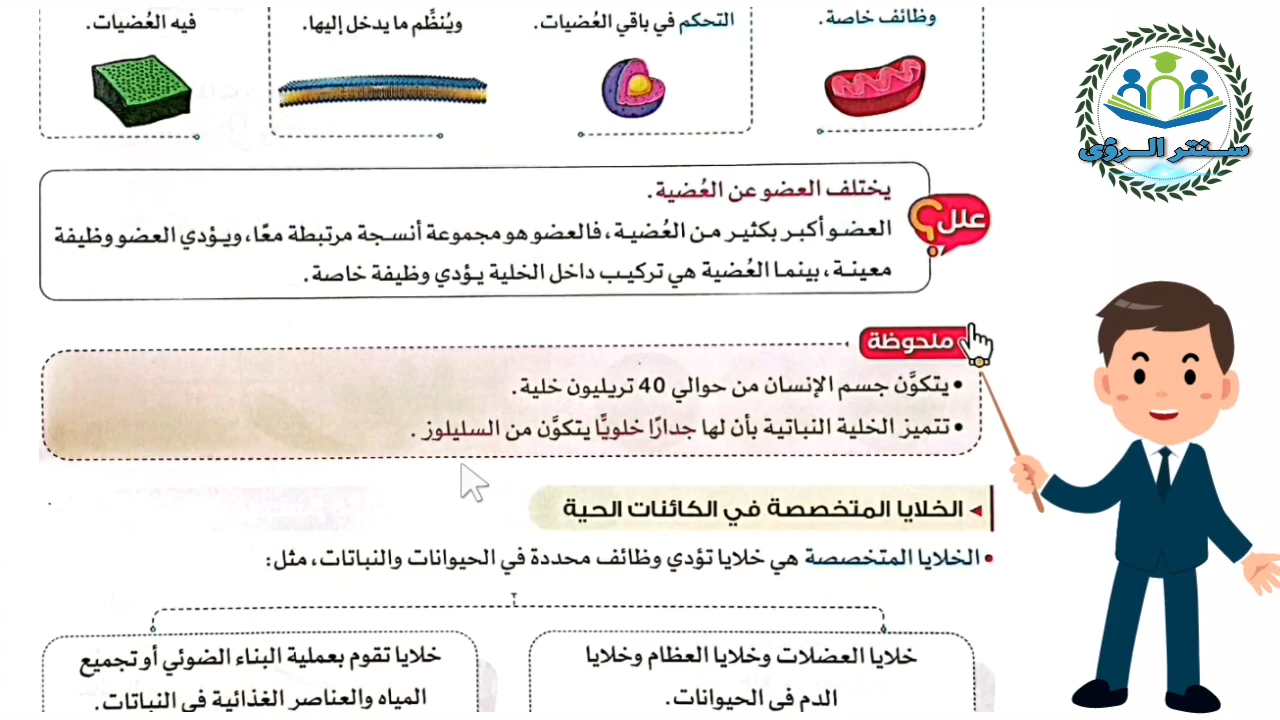 وظائف خاصة.
التحكم في باقي العُضيات.
ويُنظِّم ما يدخل إليها.
فيه العُضيات.
سنتر الرؤى
علل
يختلف العضو عن العُضية.
العضو أكبر بكثير من العُضية، فالعضو هو مجموعة أنسجة مرتبطة معًا، ويؤدي العضو وظيفة
معينة، بينما العُضية هي تركيب داخل الخلية يؤدي وظيفة خاصة.
ملحوظة
• يتكوَّن جسم الإنسان من حوالي 40 تريليون خلية.
• تتميز الخلية النباتية بأن لها جدارًا خلويًّا يتكوَّن من السليلوز.
الخلايا المتخصصة في الكائنات الحية
• الخلايا المتخصصة هي خلايا تؤدي وظائف محددة في الحيوانات والنباتات، مثل:
خلايا العضلات وخلايا العظام وخلايا
الدم في الحيوانات.
خلايا تقوم بعملية البناء الضوئي أو تجميع
المياه والعناصر الغذائية في النباتات.